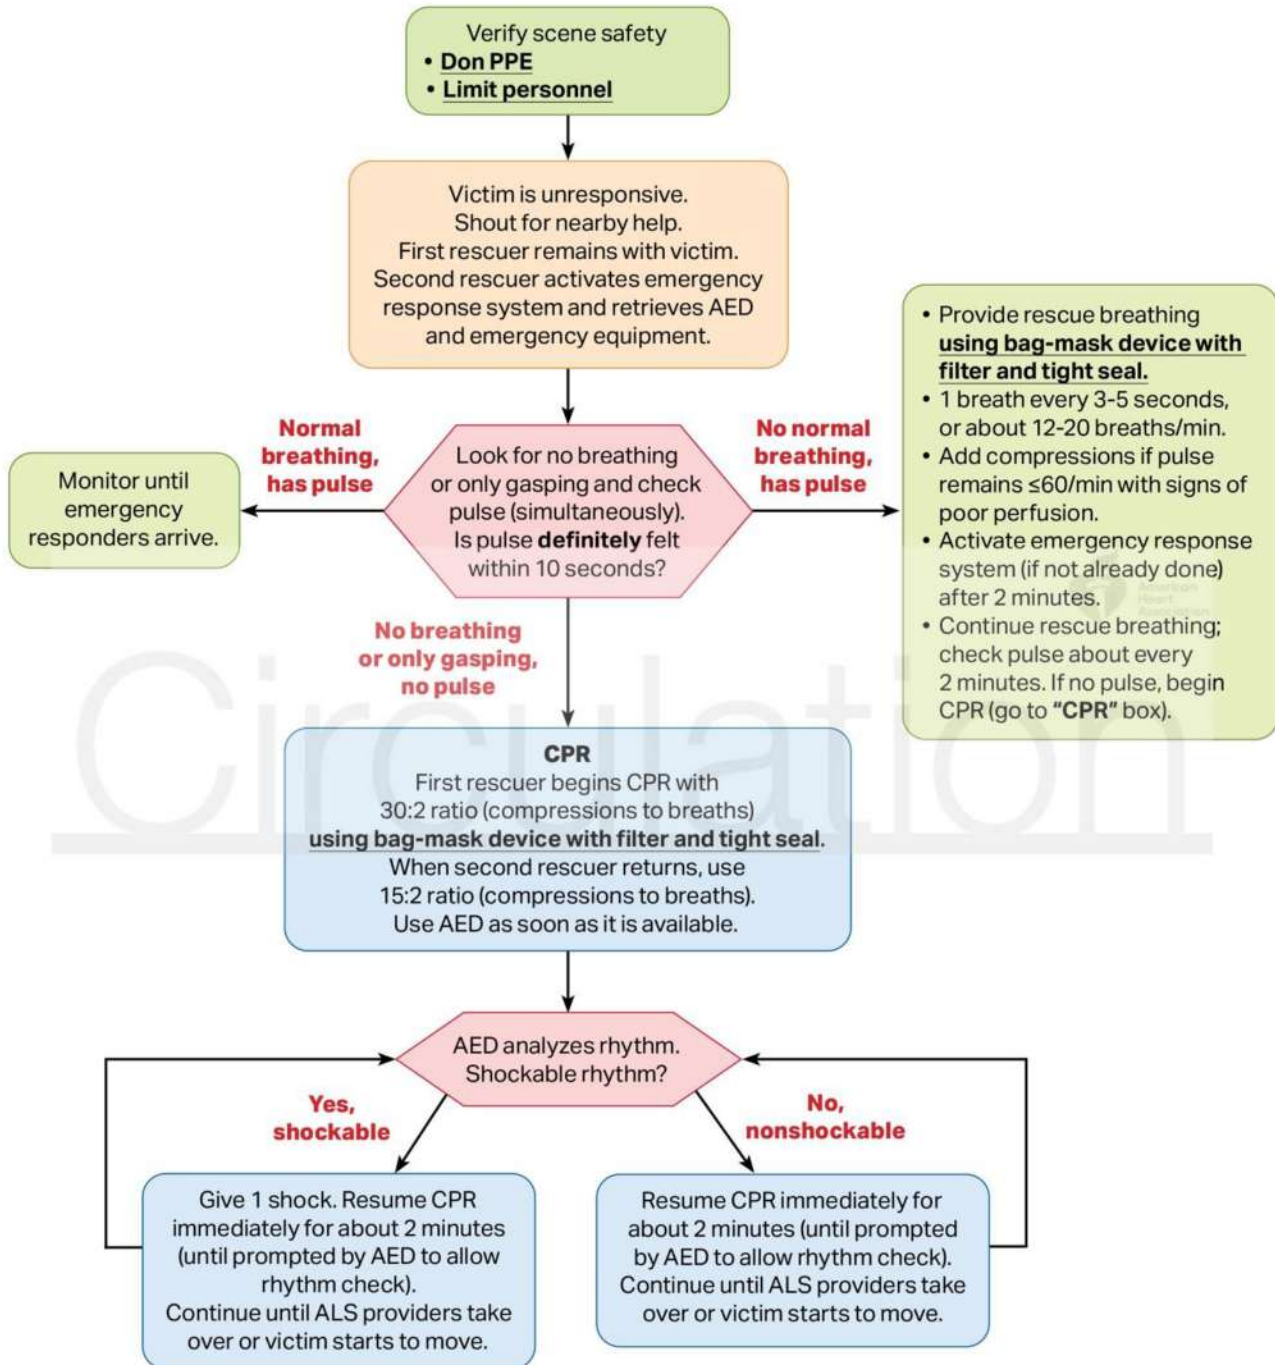 Verify scene safety
• Don PPE
• Limit personnel
Victim is unresponsive.
Shout for nearby help.
First rescuer remains with victim.
Second rescuer activates emergency
response system and retrieves AED
and emergency equipment.
Normal
breathing,
has pulse
Monitor until
emergency
responders arrive.
Look for no breathing
or only gasping and check
pulse (simultaneously).
Is pulse definitely felt
within 10 seconds?
No normal
breathing,
has pulse
• Provide rescue breathing
using bag-mask device with
filter and tight seal.
• 1 breath every 3-5 seconds,
or about 12-20 breaths/min.
• Add compressions if pulse
remains ≤60/min with signs of
poor perfusion.
• Activate emergency response
system (if not already done)
after 2 minutes.
• Continue rescue breathing;
check pulse about every
2 minutes. If no pulse, begin
CPR (go to "CPR" box).
American
Heart
Association
No breathing
or only gasping,
no pulse
Circulation
CPR
First rescuer begins CPR with
30:2 ratio (compressions to breaths)
using bag-mask device with filter and tight seal.
When second rescuer returns, use
15:2 ratio (compressions to breaths).
Use AED as soon as it is available.
AED analyzes rhythm.
Shockable rhythm?
Yes,
shockable
No,
nonshockable
Give 1 shock. Resume CPR
immediately for about 2 minutes
(until prompted by AED to allow
rhythm check).
Continue until ALS providers take
over or victim starts to move.
Resume CPR immediately for
about 2 minutes (until prompted
by AED to allow rhythm check).
Continue until ALS providers take
over or victim starts to move.